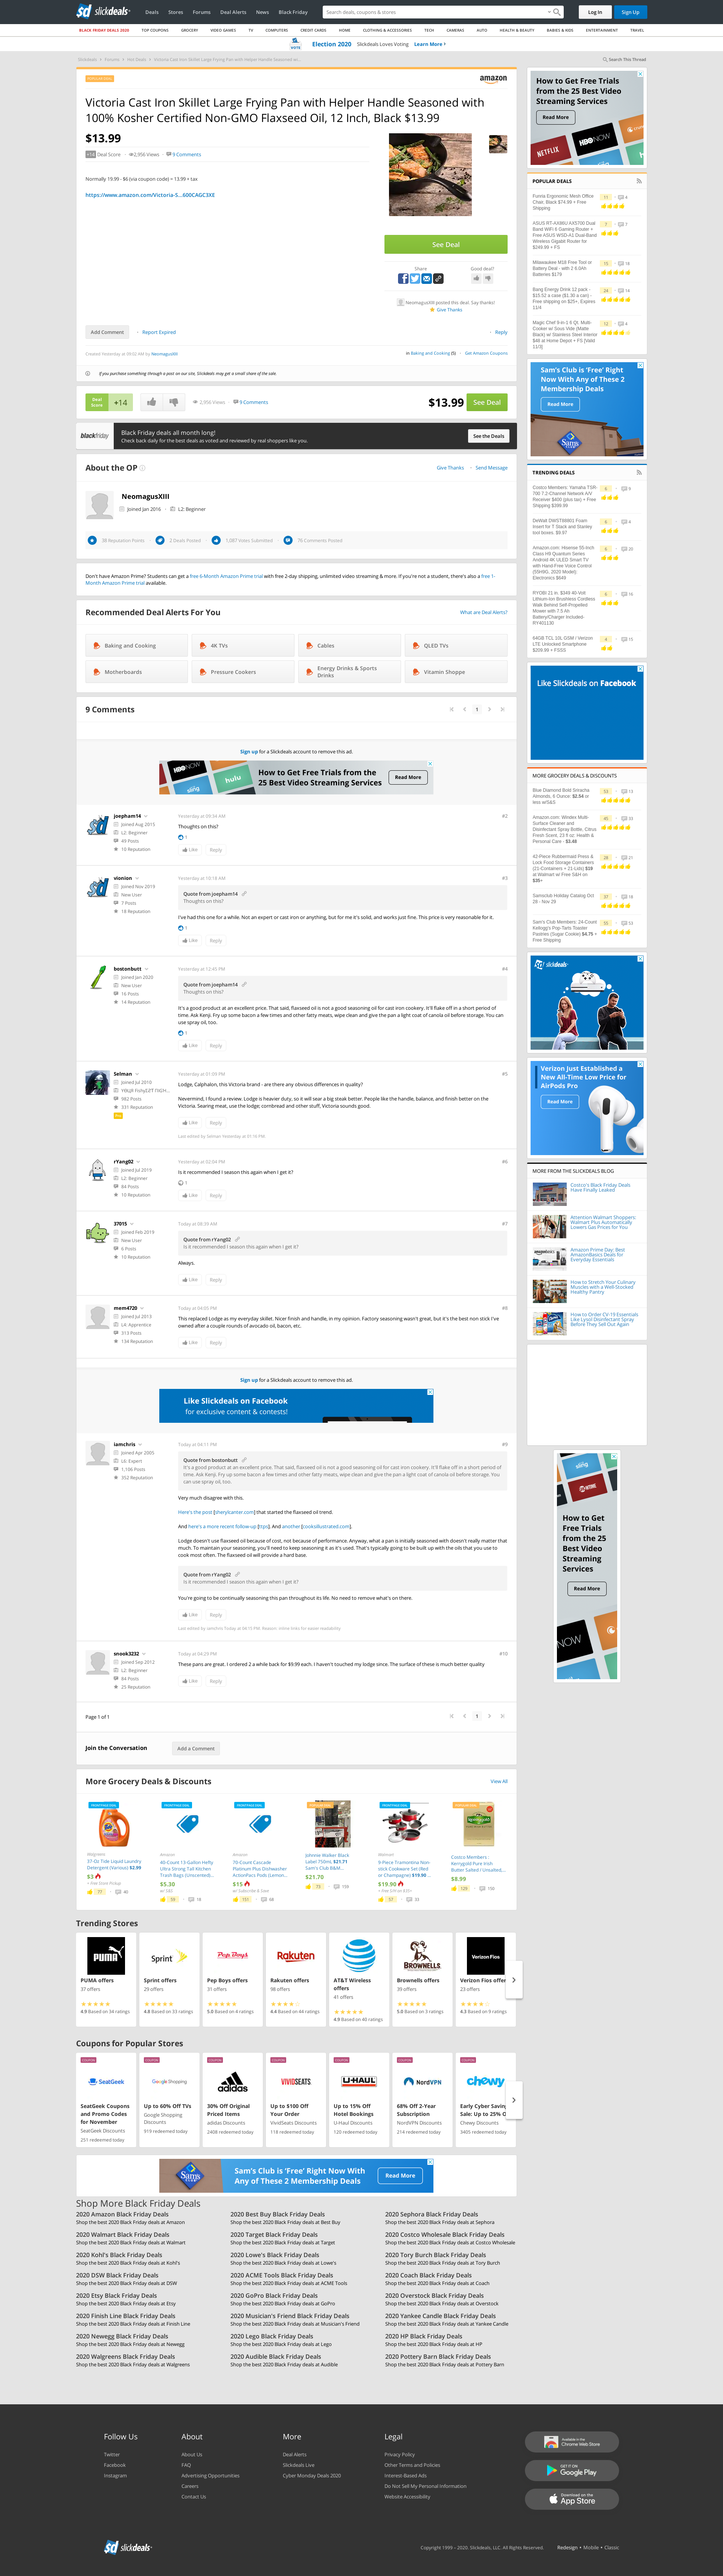 slickdeals
Deals Stores Forums Deal Alerts News Black Friday
Search deals, coupons & stores
Log In Sign Up
BLACK FRIDAY DEALS 2020 TOP COUPONS GROCERY VIDEO GAMES TV COMPUTERS CREDIT CARDS HOME CLOTHING & ACCESSORIES TECH CAMERAS AUTO HEALTH & BEAUTY BABIES & KIDS ENTERTAINMENT TRAVEL
VOTE Election 2020 Slickdeals Loves Voting Learn More
Search This Thread
amazon
Victoria Cast Iron Skillet Large Frying Pan with Helper Handle Seasoned with
100% Kosher Certified Non-GMO Flaxseed Oil, 12 Inch, Black $13.99
$13.99
+14 Deal Score 2,956 Views 9 Comments
Normally 19.99 - $6 (via coupon code) = 13.99 + tax
https://www.amazon.com/Victoria-S...600CAGC3XE
See Deal
Share Good deal?
NeomagusXIII posted this deal. Say thanks!
Give Thanks
Add Comment Report Expired Reply
Created Yesterday at 09:02 AM by NeomagusXIII
in Baking and Cooking (5) Get Amazon Coupons
If you purchase something through a post on our site, Slickdeals may get a small share of the sale.
Deal Score +14 2,956 Views 9 Comments $13.99 See Deal
blackfriday
Black Friday deals all month long!
Check back daily for the best deals as voted and reviewed by real shoppers like you.
See the Deals
About the OP
Give Thanks Send Message
NeomagusXIII
Joined Jan 2016 L2: Beginner
38 Reputation Points 2 Deals Posted 1,087 Votes Submitted 76 Comments Posted
Don't have Amazon Prime? Students can get a free 6-Month Amazon Prime trial with free 2-day shipping, unlimited video streaming & more. If you're not a student, there's also a free 1-
Month Amazon Prime trial available.
Recommended Deal Alerts For You
What are Deal Alerts?
Baking and Cooking 4K TVs Cables QLED TVs
Motherboards Pressure Cookers Energy Drinks & Sports Drinks Vitamin Shoppe
9 Comments
1
Sign up for a Slickdeals account to remove this ad.
HBO NOW sling hulu
How to Get Free Trials from the
25 Best Video Streaming Services
Read More
joepham14
Joined Aug 2015
L2: Beginner
49 Posts
10 Reputation
Yesterday at 09:34 AM #2
Thoughts on this?
1
Like Reply
vionion
Joined Nov 2019
New User
7 Posts
18 Reputation
Yesterday at 10:18 AM #3
Quote from joepham14
Thoughts on this?
I've had this one for a while. Not an expert or cast iron or anything, but for me it's solid, and works just fine. This price is very reasonable for it.
1
Like Reply
bostonbutt
Joined Jan 2020
New User
16 Posts
14 Reputation
Yesterday at 12:45 PM #4
Quote from joepham14
Thoughts on this?
It's a good product at an excellent price. That said, flaxseed oil is not a good seasoning oil for cast iron cookery. It'll flake off in a short period of
time. Ask Kenji. Fry up some bacon a few times and other fatty meats, wipe clean and give the pan a light coat of canola oil before storage. You can
use spray oil, too.
1
Like Reply
Selman
Joined Jul 2010
982 Posts
331 Reputation
Yesterday at 01:09 PM #5
Lodge, Calphalon, this Victoria brand - are there any obvious differences in quality?
Nevermind, I found a review. Lodge is heavier duty, so it will sear a big steak better. People like the handle, balance, and lighter/slightly better on the
Victoria. Searing meat, use the lodge; cornbread and other stuff, Victoria sounds good.
Like Reply
Last edited by Selman Yesterday at 01:16 PM.
rYang02
Joined Jul 2019
L2: Beginner
84 Posts
10 Reputation
Yesterday at 02:04 PM #6
Is it recommended I season this again when I get it?
1
Like Reply
37015
Joined Feb 2019
New User
6 Posts
10 Reputation
Today at 08:39 AM #7
Quote from rYang02
Is it recommended I season this again when I get it?
Always.
Like Reply
mem4720
Joined Jul 2013
L4: Apprentice
313 Posts
134 Reputation
Today at 04:05 PM #8
This replaced Lodge as my everyday skillet. Nicer finish and handle, in my opinion. Factory seasoning wasn't great, but it's the best non stick I've
owned after a couple rounds of avocado oil, bacon, etc.
Like Reply
Sign up for a Slickdeals account to remove this ad.
Like Slickdeals on Facebook
for exclusive content & contests!
iamchris
Joined Apr 2005
L6: Expert
1,106 Posts
352 Reputation
Today at 04:11 PM #9
Quote from bostonbutt
It's a good product at an excellent price. That said, flaxseed oil is not a good seasoning oil for cast iron cookery. It'll flake off in a short period of
time. Ask Kenji. Fry up some bacon a few times and other fatty meats, wipe clean and give the pan a light coat of canola oil before storage. You
can use spray oil, too.
Very much disagree with this.
Here's the post [sherylcanter.com] that started the flaxseed oil trend.
And here's a more recent follow-up [ttps]. And another [cooksillustrated.com].
Lodge doesn't use flaxseed oil because of cost, not because of performance. Anyway, what a pan is initially seasoned with doesn't really matter that
much. To maintain seasoning, you'll need to keep seasoning it as it's used. That's typically going to be built up with the oils that you use to
cook most often. The flaxseed oil will provide a hard base.
Quote from rYang02
Is it recommended I season this again when I get it?
You're going to be continually seasoning this pan throughout its life. No need to remove what's on there.
Like Reply
snook3232
Joined Sep 2012
L2: Beginner
84 Posts
25 Reputation
Today at 04:29 PM #10
These pans are great. I ordered 2 a while back for $9.99 each. I haven't touched my lodge since. The surface of these is much better quality
Like Reply
Page 1 of 1
1
Join the Conversation Add a Comment
More Grocery Deals & Discounts View All
Walgreens
37-Oz Tide Liquid Laundry
Detergent (Various) $2.99
$3
+ Free Store Pickup
Amazon
40-Count 13-Gallon Hefty
Ultra Strong Tall Kitchen
Trash Bags (Unscented)...
$5.30
Amazon
70-Count Cascade
Platinum Plus Dishwasher
ActionPacs Pods (Lemon...
$15
w/ Subscribe & Save
Johnnie Walker Black
Label 750ml, $21.71
Sam's Club B&M...
$21.70
Walmart
9-Piece Tramontina Non-
stick Cookware Set (Red
or Champagne) $19.90 ...
$19.90
Costco Members:
Kerrygold Pure Irish
Butter Salted / Unsalted...
$8.99
Trending Stores
PUMA offers
37 offers
4.9 Based on 34 ratings
Sprint offers
29 offers
4.8 Based on 33 ratings
Pep Boys offers
31 offers
5.0 Based on 4 ratings
Rakuten offers
98 offers
4.4 Based on 44 ratings
AT&T Wireless
offers
41 offers
4.9 Based on 40 ratings
Brownells offers
39 offers
5.0 Based on 5 ratings
Verizon Fios offers
23 offers
4.3 Based on 9 ratings
Coupons for Popular Stores
SeatGeek Coupons
and Promo Codes
for November
SeatGeek Discounts
251 redeemed today
Up to 60% Off TVs
Google Shopping
Discounts
919 redeemed today
30% Off Original
Priced Items
adidas Discounts
2408 redeemed today
Up to $100 Off
Your Order
VividSeats Discounts
118 redeemed today
Up to 15% Off
Hotel Bookings
U-Haul Discounts
120 redeemed today
68% Off 2-Year
Subscription
NordVPN Discounts
214 redeemed today
Early Cyber Saving
Sale: Up to 25% O
Chewy Discounts
3405 redeemed today
Sam's Club is 'Free' Right Now With
Any of These 2 Membership Deals
Read More
Shop More Black Friday Deals
2020 Amazon Black Friday Deals
Shop the best 2020 Black Friday deals at Amazon
2020 Best Buy Black Friday Deals
Shop the best 2020 Black Friday deals at Best Buy
2020 Sephora Black Friday Deals
Shop the best 2020 Black Friday deals at Sephora
2020 Walmart Black Friday Deals
Shop the best 2020 Black Friday deals at Walmart
2020 Target Black Friday Deals
Shop the best 2020 Black Friday deals at Target
2020 Costco Wholesale Black Friday Deals
Shop the best 2020 Black Friday deals at Costco Wholesale
2020 Kohl's Black Friday Deals
Shop the best 2020 Black Friday deals at Kohl's
2020 Lowe's Black Friday Deals
Shop the best 2020 Black Friday deals at Lowe's
2020 Tory Burch Black Friday Deals
Shop the best 2020 Black Friday deals at Tory Burch
2020 DSW Black Friday Deals
Shop the best 2020 Black Friday deals at DSW
2020 ACME Tools Black Friday Deals
Shop the best 2020 Black Friday deals at ACME Tools
2020 Coach Black Friday Deals
Shop the best 2020 Black Friday deals at Coach
2020 Etsy Black Friday Deals
Shop the best 2020 Black Friday deals at Etsy
2020 GoPro Black Friday Deals
Shop the best 2020 Black Friday deals at GoPro
2020 Overstock Black Friday Deals
Shop the best 2020 Black Friday deals at Overstock
2020 Finish Line Black Friday Deals
Shop the best 2020 Black Friday deals at Finish Line
2020 Musician's Friend Black Friday Deals
Shop the best 2020 Black Friday deals at Musician's Friend
2020 Yankee Candle Black Friday Deals
Shop the best 2020 Black Friday deals at Yankee Candle
2020 Newegg Black Friday Deals
Shop the best 2020 Black Friday deals at Newegg
2020 Lego Black Friday Deals
Shop the best 2020 Black Friday deals at Lego
2020 HP Black Friday Deals
Shop the best 2020 Black Friday deals at HP
2020 Walgreens Black Friday Deals
Shop the best 2020 Black Friday deals at Walgreens
2020 Audible Black Friday Deals
Shop the best 2020 Black Friday deals at Audible
2020 Pottery Barn Black Friday Deals
Shop the best 2020 Black Friday deals at Pottery Barn
How to Get Free Trials
from the 25 Best Video
Streaming Services
Read More
POPULAR DEALS
Furinla Ergonomic Mesh Office
Chair, Black $74.99 + Free
Shipping
ASUS RT-AX86U AX5700 Dual
Band WiFi 6 Gaming Router +
Free ASUS WSD-A1 Dual-Band
Wireless Gigabit Router for
$249.99 + FS
Milwaukee M18 Free Tool or
Battery Deal - with 2 6.0Ah
Batteries $179
Bang Energy Drink 12 pack -
$15.52 a case ($1.30 a can) -
Free shipping on $25+, Expires
11/4
Magic Chef 9-in-1 6 Qt. Multi-
Cooker w/ Sous Vide (Matte
Black) w/ Stainless Steel Interior
$46 at Home Depot + FS [Valid
11/3]
Sam's Club is 'Free' Right
Now With Any of These 2
Membership Deals
Read More
TRENDING DEALS
Costco Members: Yamaha TSR-
700 7.2-Channel Network A/V
Receiver $400 (plus tax) + Free
Shipping $399.99
DeWalt DWST88801 Foam
Insert for T Stack and Stanley
tool boxes. $9.97
Amazon.com: Hisense 55-Inch
Class H9 Quantum Series
Android 4K ULED Smart TV
with Hand-Free Voice Control
(55H9G, 2020 Model):
Electronics $649
RYOBI 21 in. $349 40-Volt
Lithium-Ion Brushless Cordless
Walk Behind Self-Propelled
Mower with 7.5 Ah
Battery/Charger Included-
RY401130
64GB TCL 10L GSM / Verizon
LTE Unlocked Smartphone
$209.99 + FSSS
Like Slickdeals on Facebook
MORE GROCERY DEALS & DISCOUNTS
Blue Diamond Bold Sriracha
Almonds, 6 Ounce: $2.54 or
less w/S&S
Amazon.com: Windex Multi-
Surface Cleaner and
Disinfectant Spray Bottle, Citrus
Fresh Scent, 23 fl oz: Health &
Personal Care - $3.48
42-Piece Rubbermaid Press &
Lock Food Storage Containers
(21-Containers + 21-Lids) $19
at Walmart w/ Free S&H on
$35+
Samsclub Holiday Catalog Oct
28 - Nov 29
Sam's Club Members: 24-Count
Kellogg's Pop-Tarts Toaster
Pastries (Sugar Cookie) $4.75 +
Free Shipping
slickdeals
Verizon Just Established a
New All-Time Low Price for
AirPods Pro
Read More
MORE FROM THE SLICKDEALS BLOG
Costco's Black Friday Deals
Have Finally Leaked
Attention Walmart Shoppers:
Walmart Plus Automatically
Lowers Gas Prices for You
Amazon Prime Day: Best
AmazonBasics Deals for
Everyday Essentials
How to Stretch Your Culinary
Muscles with a Well-Stocked
Healthy Pantry
How to Order CV-19 Essentials
Like Lysol Disinfectant Spray
Before They Sell Out Again
How to Get
Free Trials
from the 25
Best Video
Streaming
Services
Read More
Follow Us About More Legal
Twitter About Us Deal Alerts Privacy Policy
Facebook FAQ Slickdeals Live Other Terms and Policies
Instagram Advertising Opportunities Cyber Monday Deals 2020 Interest-Based Ads
Careers Do Not Sell My Personal Information
Contact Us Website Accessibility
Available in the Chrome Web Store
GET IT ON Google Play
Download on the App Store
slickdeals
Copyright 1999 - 2020. Slickdeals, LLC. All Rights Reserved. Redesign • Mobile • Classic